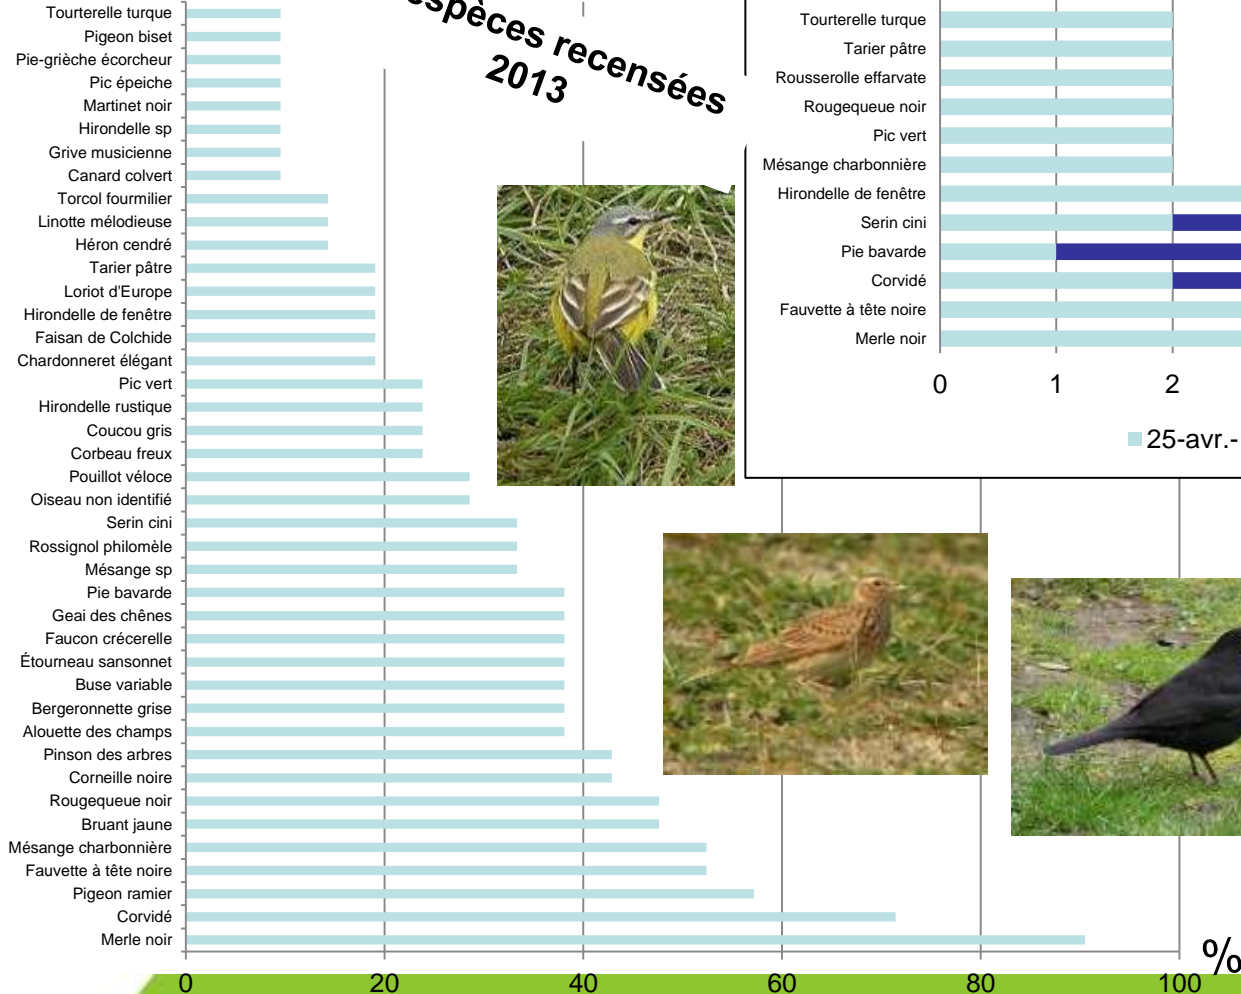 espèces recensées
2013
Tourterelle turque
Pigeon biset
Pie-grièche écorcheur
Pic épeiche
Martinet noir
Hirondelle sp
Grive musicienne
Canard colvert
Torcol fourmilier
Linotte mélodieuse
Héron cendré
Tarier pâtre
Loriot d'Europe
Hirondelle de fenêtre
Faisan de Colchide
Chardonneret élégant
Pic vert
Hirondelle rustique
Coucou gris
Corbeau freux
Pouillot véloce
Oiseau non identifié
Serin cini
Rossignol philomèle
Mésange sp
Pie bavarde
Geai des chênes
Faucon crécerelle
Étourneau sansonnet
Buse variable
Bergeronnette grise
Alouette des champs
Pinson des arbres
Corneille noire
Rougequeue noir
Bruant jaune
Mésange charbonnière
Fauvette à tête noire
Pigeon ramier
Corvidé
Merle noir
0 20 40 60 80 100 %
Tourterelle turque
Tarier pâtre
Rousserolle effarvate
Rougequeue noir
Pic vert
Mésange charbonnière
Hirondelle de fenêtre
Serin cini
Pie bavarde
Corvidé
Fauvette à tête noire
Merle noir
0 1 2
25-avr.-